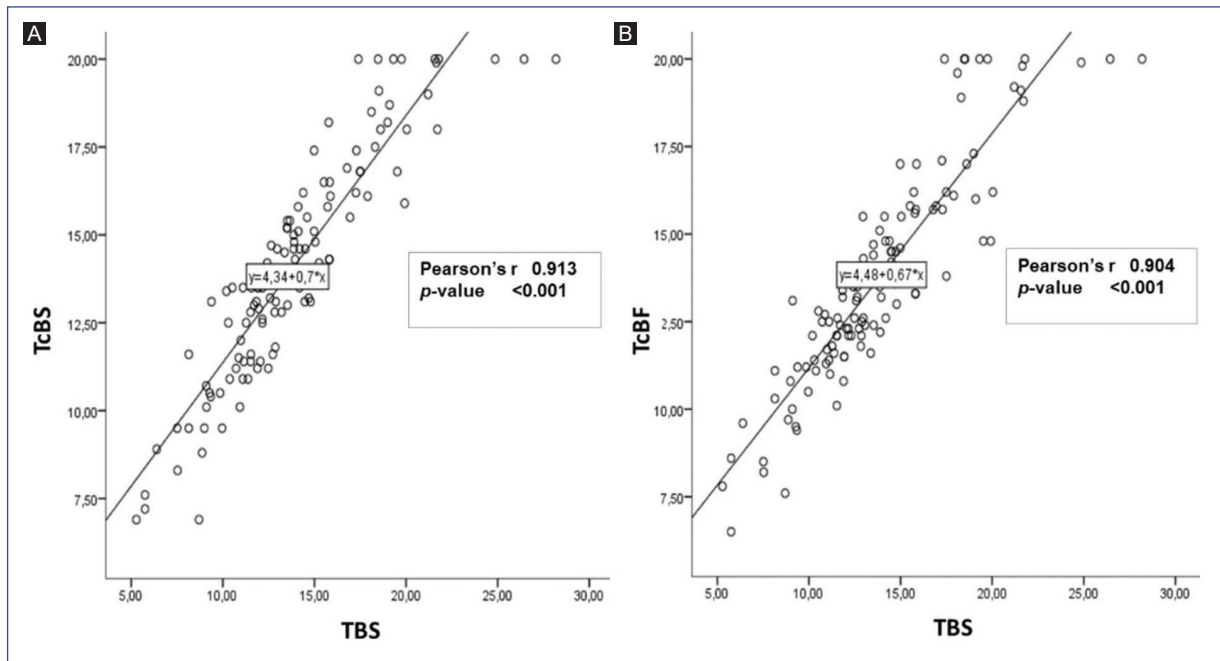 A
TcBS
20,00
17,50
15,00
12,50
10,00
7,50
y=4,34+0,7*x
Pearson's r 0.913
p-value <0.001
5,00 10,00 15,00 20,00 25,00 30,00
TBS
B
TcBF
20,00
17,50
15,00
2,50
10,00
7,50
y=4,48+0,67*x
Pearson's r 0.904
p-value <0.001
5,00 10,00 15,00 20,00 25,00 30,00
TBS